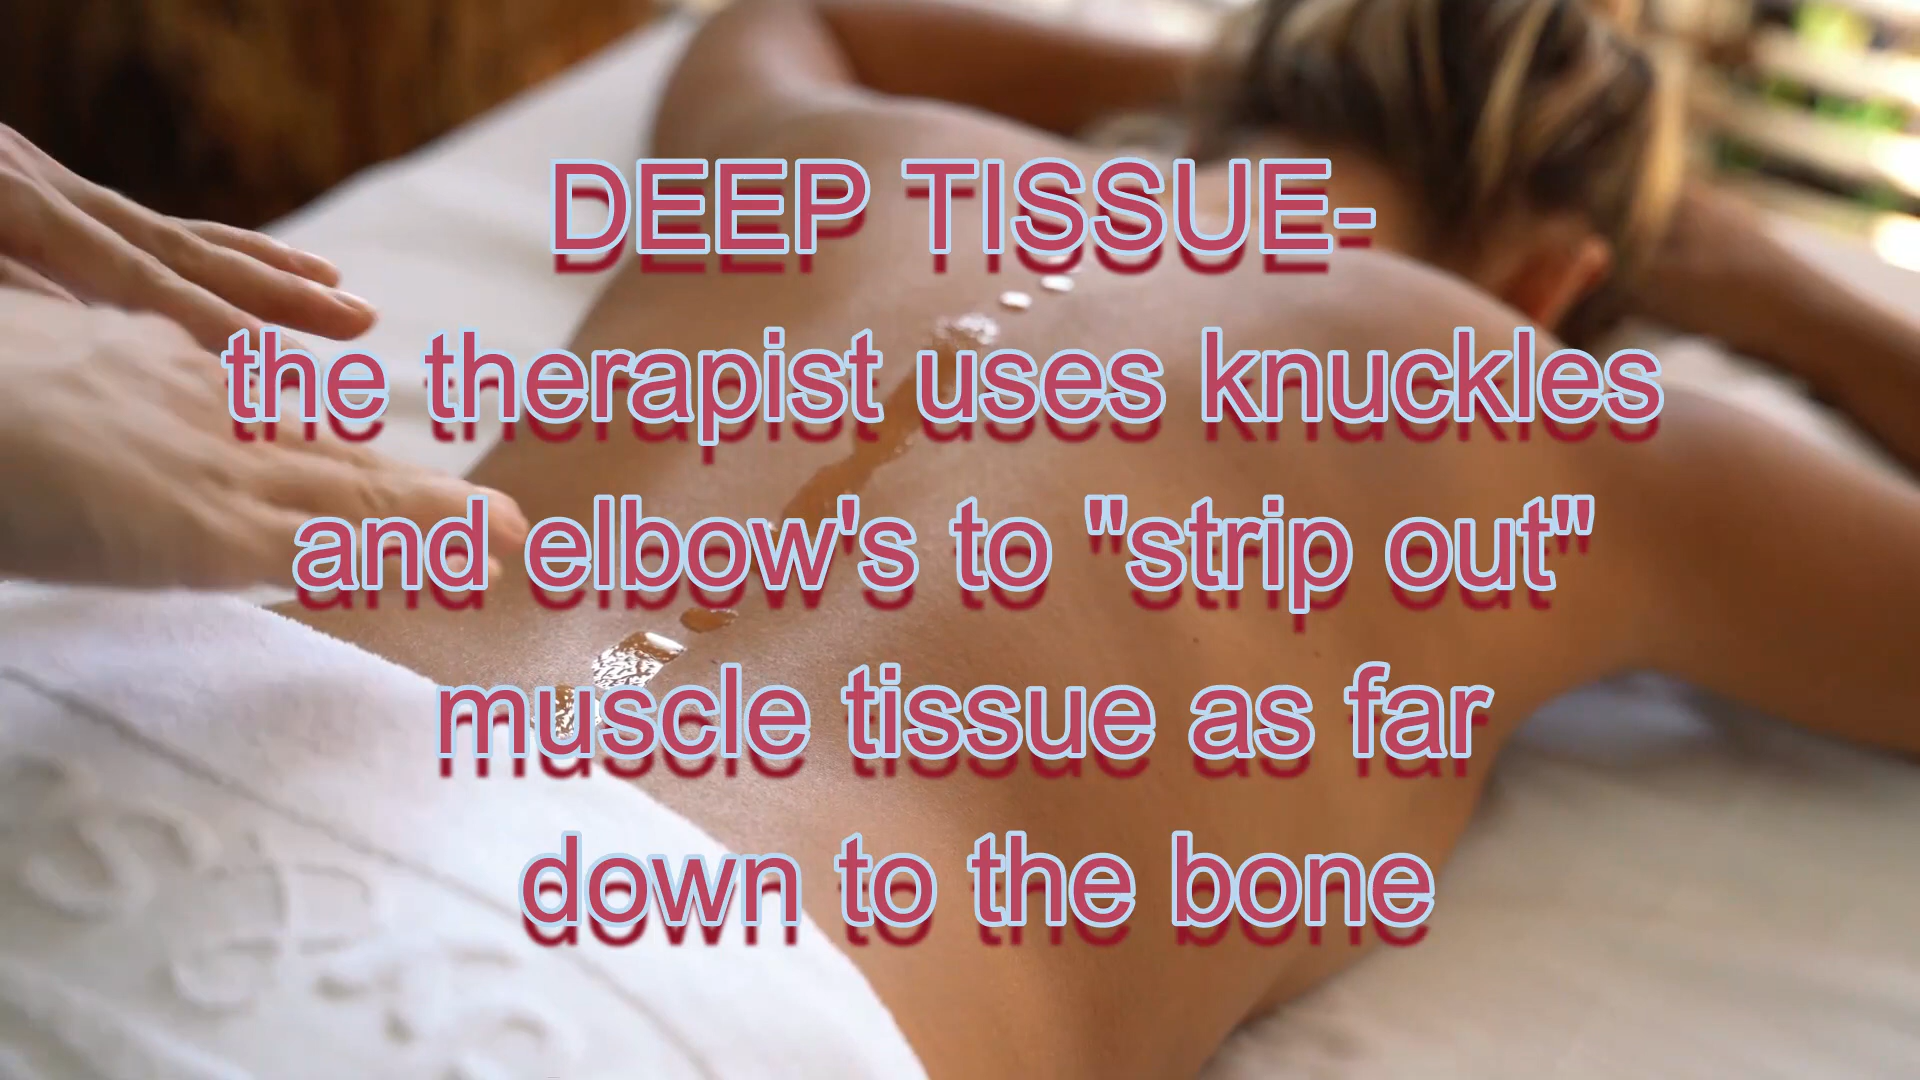 DEEP TISSUE-
the therapist uses knuckles
and elbow's to "strip out"
muscle tissue as far
down to the bone